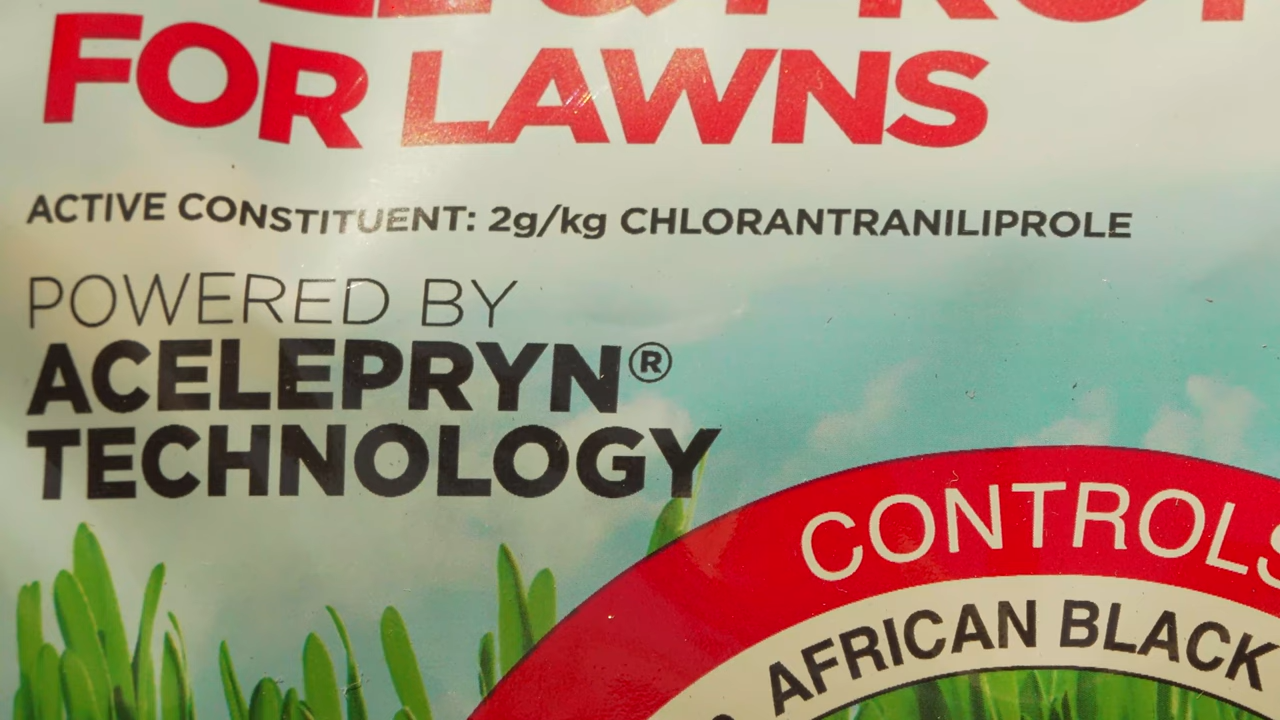 FOR LAWNS
ACTIVE CONSTITUENT: 2g/kg CHLORANTRANILIPROLE
POWERED BY
ACELEPRYN®
TECHNOLOGY
CONTROLS
AFRICAN BLACK